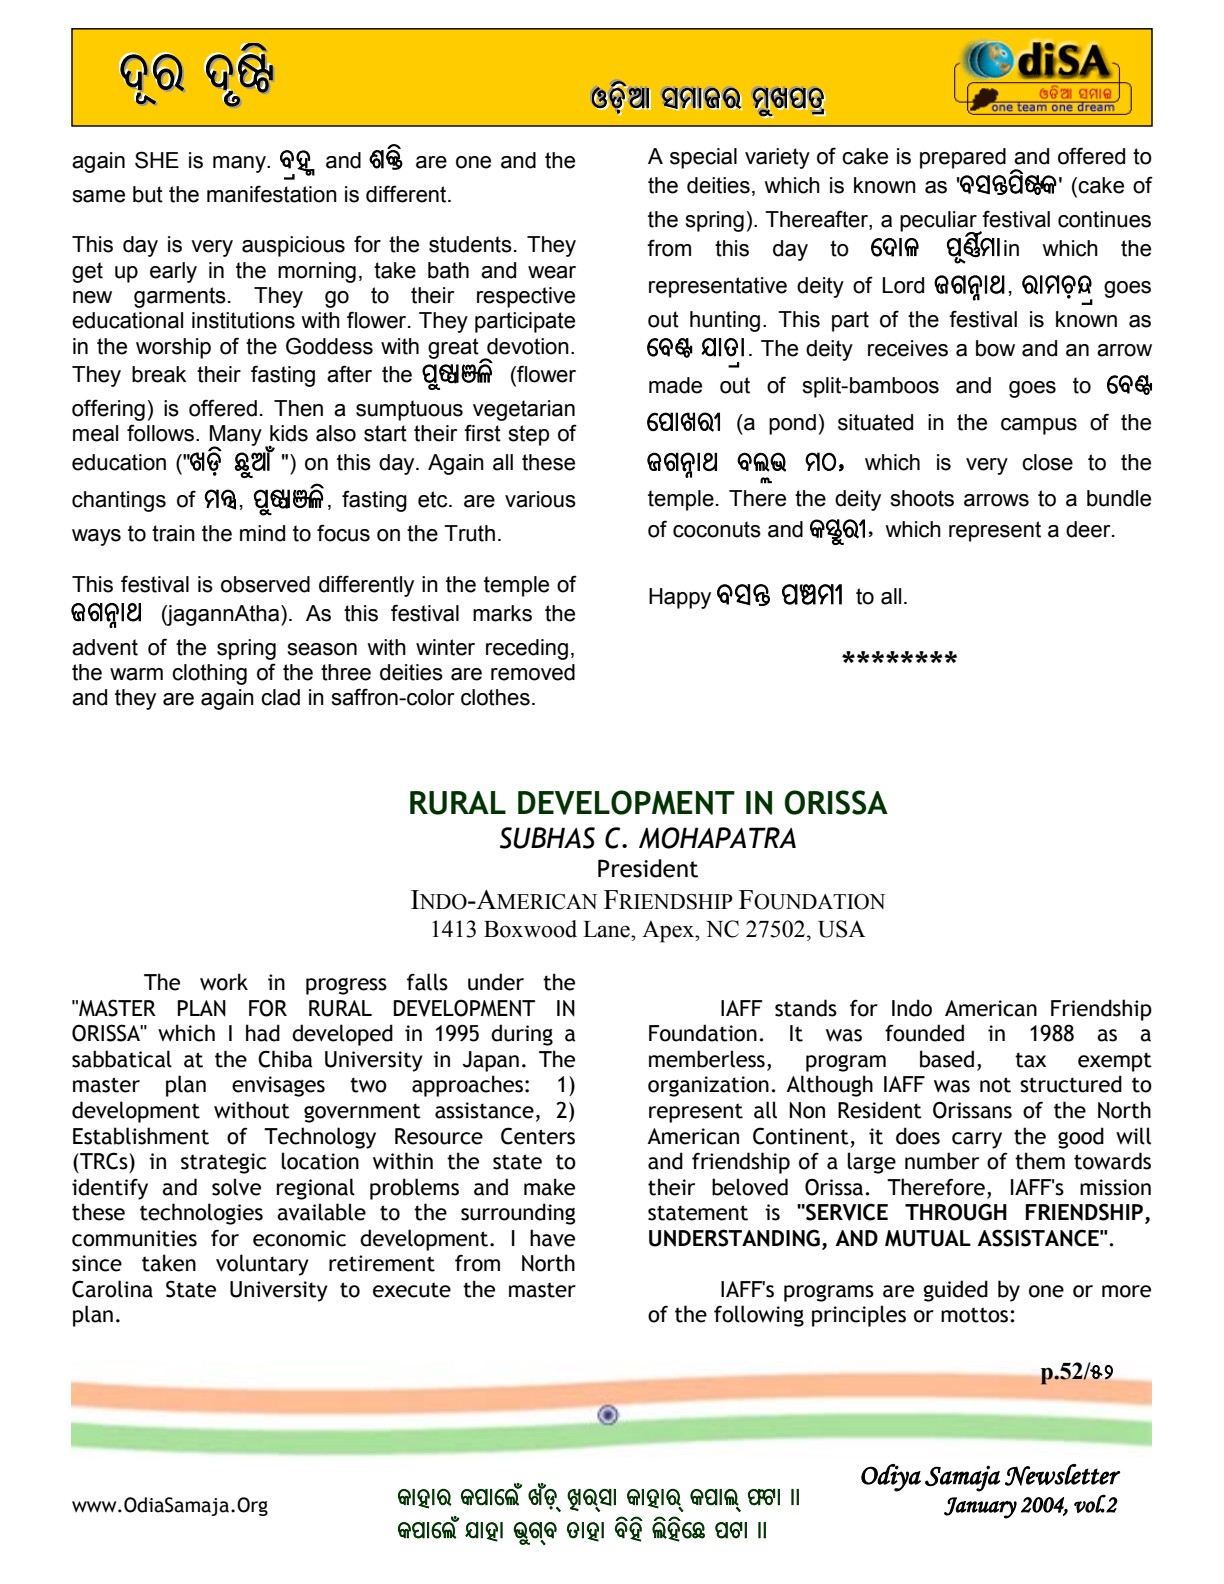 ଦୂର ଦୃଷ୍ଟି
ଓଡ଼ିଆ ସମାଜର ମୁଖପତ୍ର
OdiSA
ଓଡିଆ ସମାଜ
one team one dream
again SHE is many. ବ୍ରହ୍ମ and ଶକ୍ତି are one and the
same but the manifestation is different.
This day is very auspicious for the students. They
get up early in the morning, take bath and wear
new garments. They go to their respective
educational institutions with flower. They participate
in the worship of the Goddess with great devotion.
They break their fasting after the ପୁଷ୍ପାଞ୍ଜଳି (flower
offering) is offered. Then a sumptuous vegetarian
meal follows. Many kids also start their first step of
education ("ଖଡ଼ି ଛୁଆଁ ") on this day. Again all these
chantings of ମନ୍ତ୍ର, ପୁଷ୍ପାଞ୍ଜଳି, fasting etc. are various
ways to train the mind to focus on the Truth.
This festival is observed differently in the temple of
ଜଗନ୍ନାଥ (jagannAtha). As this festival marks the
advent of the spring season with winter receding,
the warm clothing of the three deities are removed
and they are again clad in saffron-color clothes.
A special variety of cake is prepared and offered to
the deities, which is known as 'ବସନ୍ତପିଷ୍ଟକ' (cake of
the spring). Thereafter, a peculiar festival continues
from this day to ଦୋଳ ପୂର୍ଣ୍ଣିମା in which the
representative deity of Lord ଜଗନ୍ନାଥ, ରାମଚନ୍ଦ୍ର goes
out hunting. This part of the festival is known as
ବେଣ୍ଟ ଯାତ୍ରା. The deity receives a bow and an arrow
made out of split-bamboos and goes to ବେଣ୍ଟ
ପୋଖରୀ (a pond) situated in the campus of the
ଜଗନ୍ନାଥ ବଲ୍ଲଭ ମଠ, which is very close to the
temple. There the deity shoots arrows to a bundle
of coconuts and କସ୍ତୁରୀ, which represent a deer.
Happy ବସନ୍ତ ପଞ୍ଚମୀ to all.
********
RURAL DEVELOPMENT IN ORISSA
SUBHAS C. MOHAPATRA
President
INDO-AMERICAN FRIENDSHIP FOUNDATION
1413 Boxwood Lane, Apex, NC 27502, USA
The work in progress falls under the
"MASTER PLAN FOR RURAL DEVELOPMENT IN
ORISSA" which I had developed in 1995 during a
sabbatical at the Chiba University in Japan. The
master plan envisages two approaches: 1)
development without government assistance, 2)
Establishment of Technology Resource Centers
(TRCs) in strategic location within the state to
identify and solve regional problems and make
these technologies available to the surrounding
communities for economic development. I have
since taken voluntary retirement from North
Carolina State University to execute the master
plan.
IAFF stands for Indo American Friendship
Foundation. It was founded in 1988 as a
memberless, program based, tax exempt
organization. Although IAFF was not structured to
represent all Non Resident Orissans of the North
American Continent, it does carry the good will
and friendship of a large number of them towards
their beloved Orissa. Therefore, IAFF's mission
statement is "SERVICE THROUGH FRIENDSHIP,
UNDERSTANDING, AND MUTUAL ASSISTANCE".
IAFF's programs are guided by one or more
of the following principles or mottos:
p.52/୫୨
www.OdiaSamaja.Org
କାହାର କପାଲେଁ ଖଁଡ଼୍ ଖିର୍‌ସା କାହାର୍ କପାଲ୍ ଫଟା ॥
କପାଲେଁ ଯାହା ଭୁଗ୍‌ବ ତାହା ବିହି ଲିହିଛେ ପଟା ॥
Odiya Samaja Newsletter
January 2004, vol.2